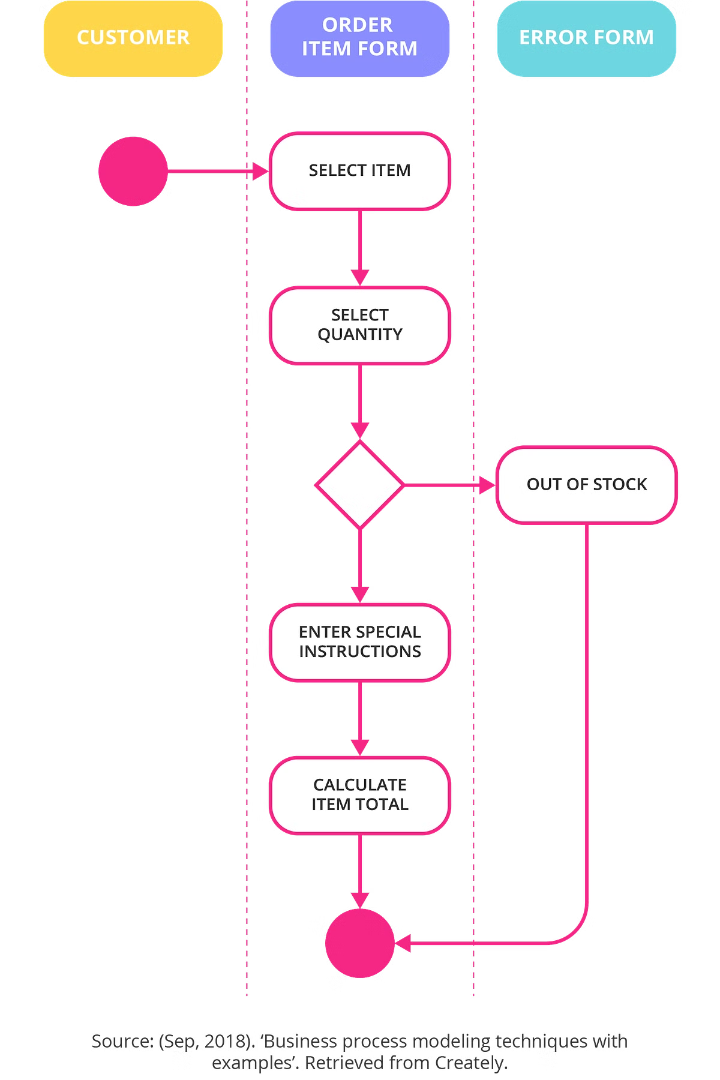 CUSTOMER
ORDER
ITEM FORM
ERROR FORM
SELECT ITEM
SELECT
QUANTITY
OUT OF STOCK
ENTER SPECIAL
INSTRUCTIONS
CALCULATE
ITEM TOTAL
Source: (Sep, 2018). ‘Business process modeling techniques with
examples’. Retrieved from Creately.